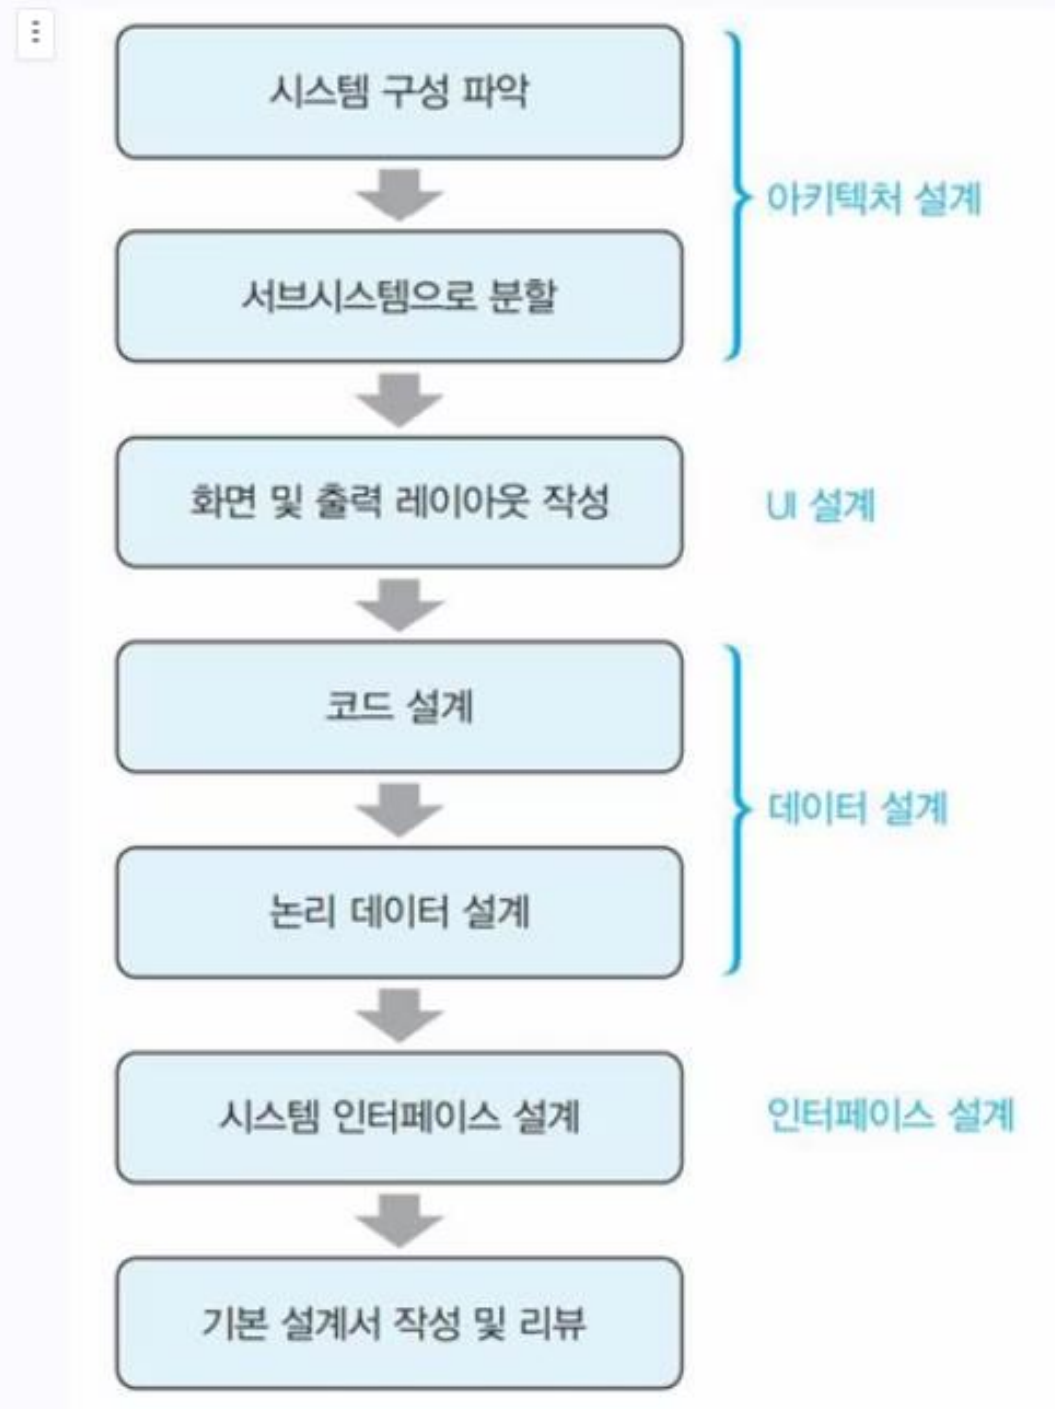 시스템 구성 파악
아키텍처 설계
서브시스템으로 분할
화면 및 출력 레이아웃 작성
UI 설계
코드 설계
데이터 설계
논리 데이터 설계
시스템 인터페이스 설계
인터페이스 설계
기본 설계서 작성 및 리뷰